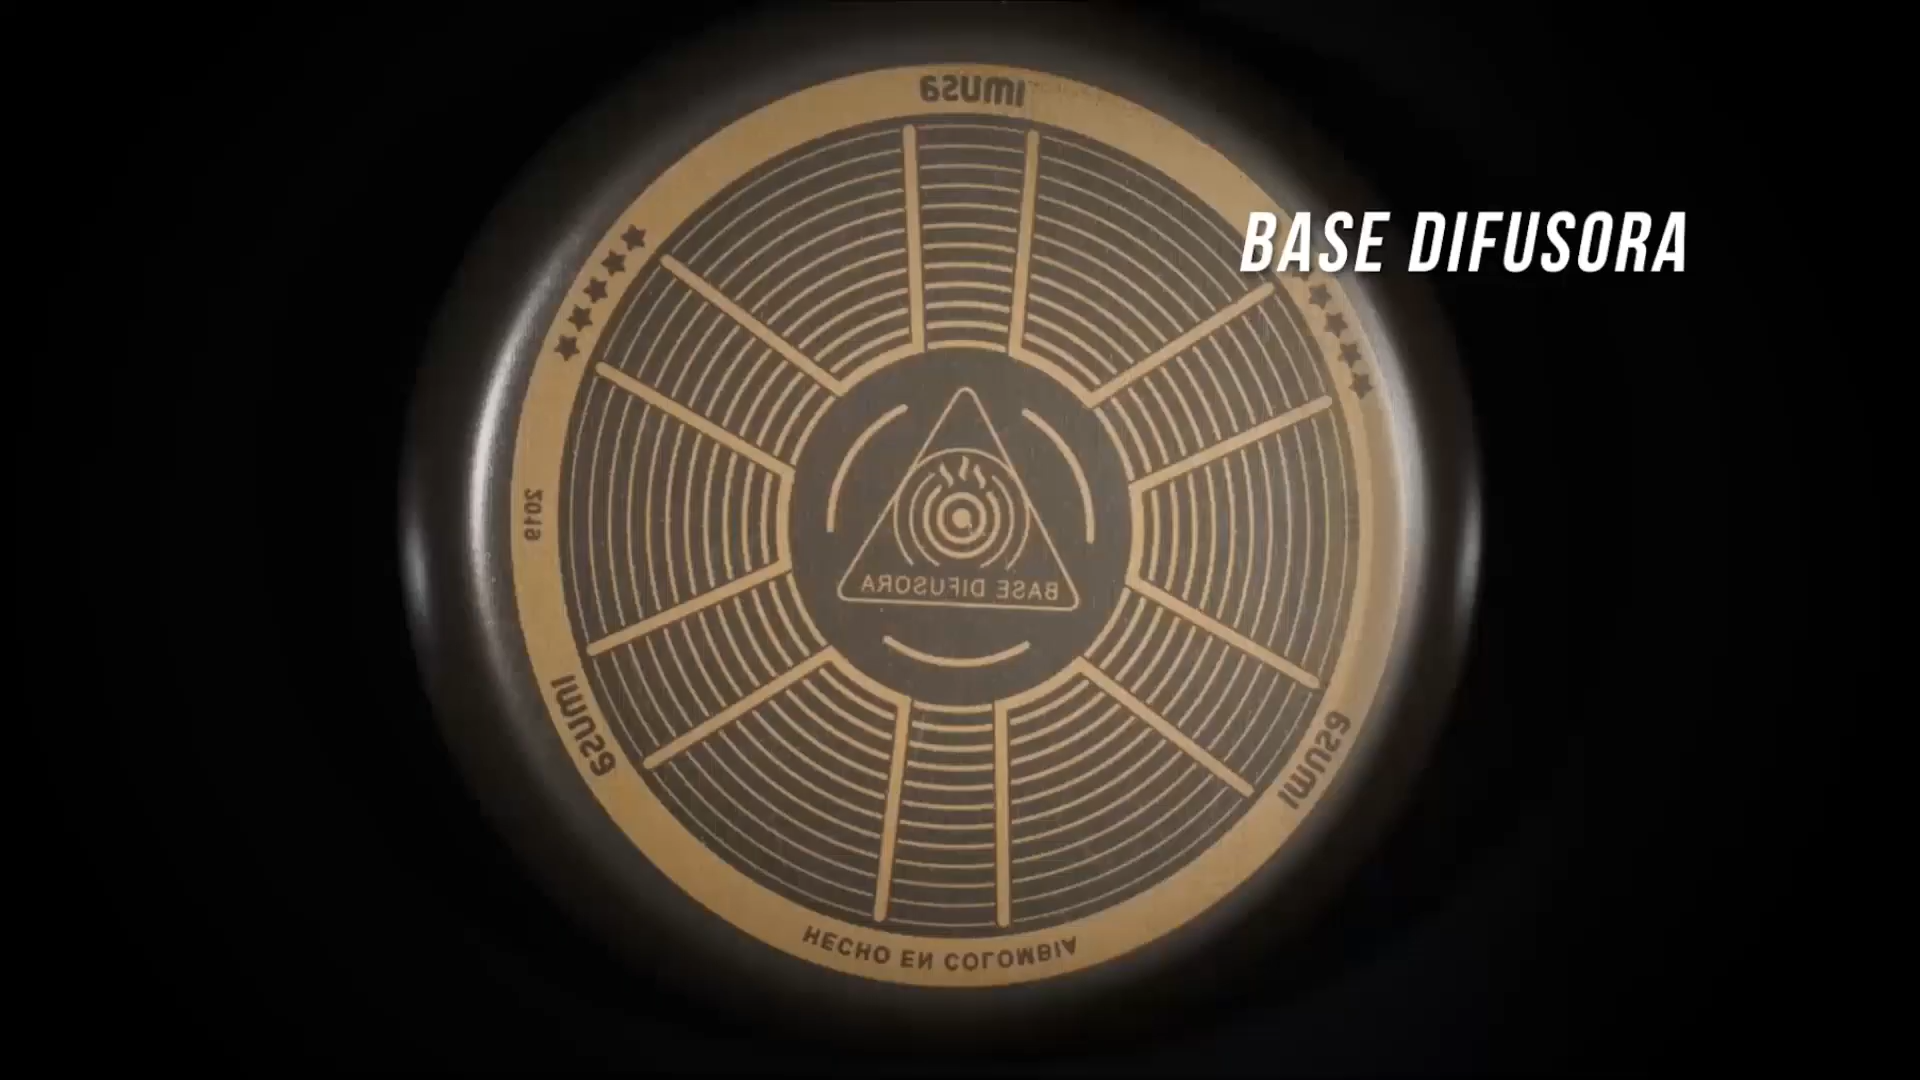 imusa
BASE DIFUSORA
2019
BASE DIFUSORA
imusa
imusa
HECHO EN COLOMBIA